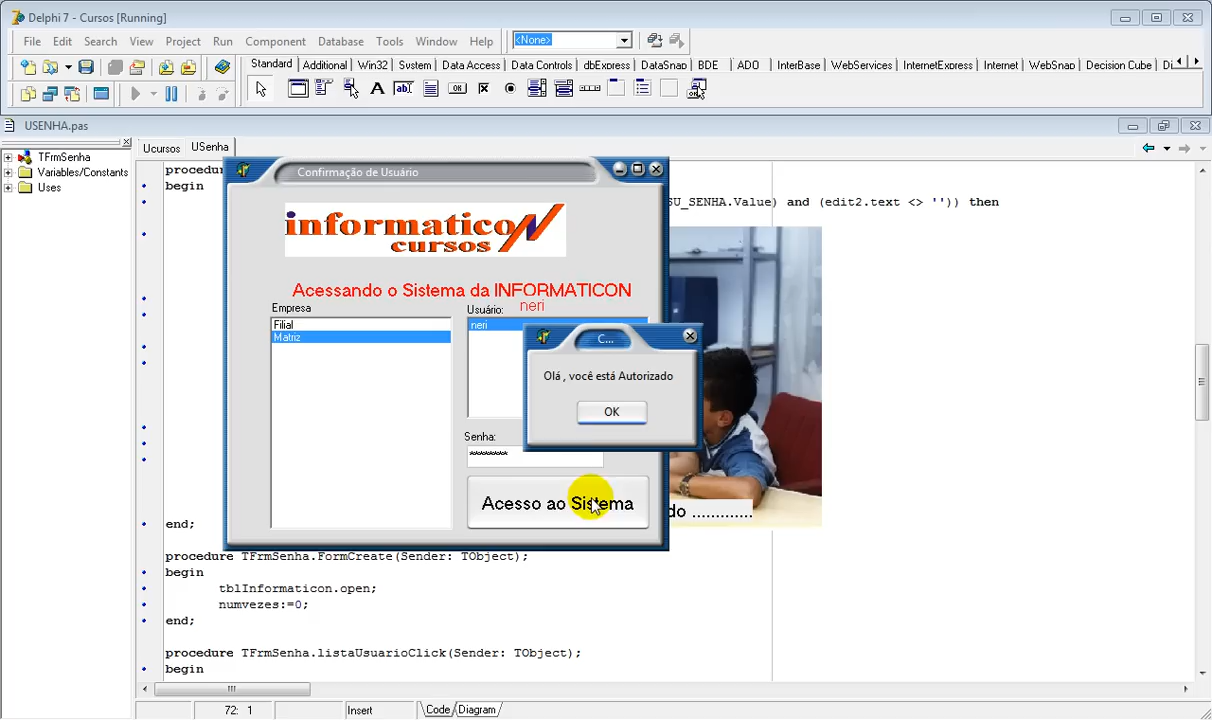 Delphi 7 - Cursos [Running]
File Edit Search View Project Run Component Database Tools Window Help <None>
Standard Additional Win32 System Data Access Data Controls dbExpress DataSnap BDE ADO InterBase WebServices InternetExpress Internet WebSnap Decision Cube
USENHA.pas
Ucursos USenha
TFrmSenha
Variables/Constants
Uses
procedu
begin
SU_SENHA.Value) and (edit2.text <> '')) then
Confirmação de Usuário
informaticoN
cursos
Acessando o Sistema da INFORMATICON
neri
Empresa
Filial
Matriz
Usuário:
neri
C...
Olá , você está Autorizado
OK
Senha:
********
Acesso ao Sistema
do .............
end;
procedure TFrmSenha.FormCreate(Sender: TObject);
begin
tblInformaticon.open;
numvezes:=0;
end;
procedure TFrmSenha.listaUsuarioClick(Sender: TObject);
begin
72: 1 Insert Code Diagram